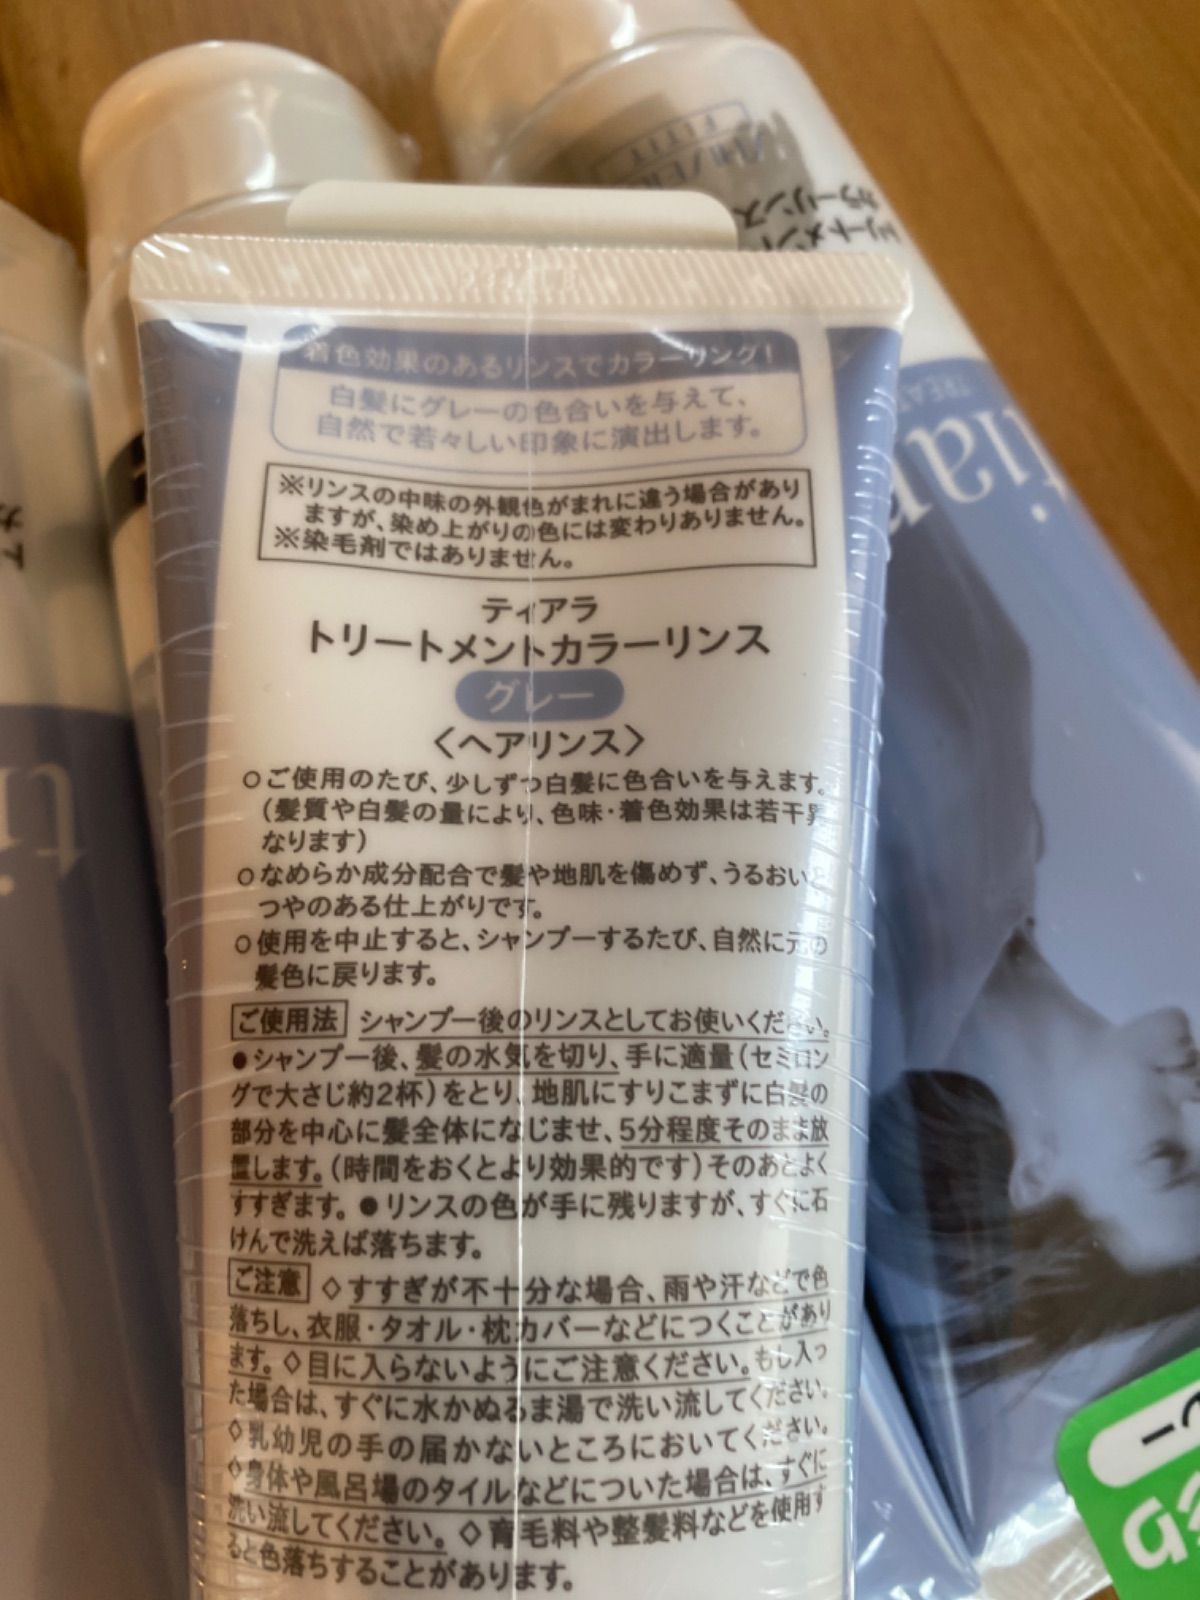 着色効果のあるリンスでカラーリング!
白髪にグレーの色合いを与えて、
自然で若々しい印象に演出します。
※リンスの中味の外観色がまれに違う場合があり
ますが、染め上がりの色には変わりありません。
※染毛剤ではありません。
ティアラ
トリートメントカラーリンス
グレー
〈ヘアリンス〉
○ご使用のたび、少しずつ白髪に色合いを与えます。
(髪質や白髪の量により、色味・着色効果は若干異
なります)
○なめらか成分配合で髪や地肌を傷めず、うるおいと
つやのある仕上がりです。
○使用を中止すると、シャンプーするたび、自然に元の
髪色に戻ります。
ご使用法 シャンプー後のリンスとしてお使いください。
●シャンプー後、髪の水気を切り、手に適量(セミロン
グで大さじ約2杯)をとり、地肌にすりこまずに白髪の
部分を中心に髪全体になじませ、5分程度そのまま放
置します。(時間をおくとより効果的です)そのあとよく
すすぎます。●リンスの色が手に残りますが、すぐに石
けんで洗えば落ちます。
ご注意 ◇すすぎが不十分な場合、雨や汗などで色
落ちし、衣服・タオル・枕カバーなどにつくことがあり
ます。◇目に入らないようにご注意ください。もし入っ
た場合は、すぐに水かぬるま湯で洗い流してください。
◇乳幼児の手の届かないところにおいてください。
◇身体や風呂場のタイルなどについた場合は、すぐに
洗い流してください。◇育毛料や整髪料などを使用す
ると色落ちすることがあります。
トリートメント
カラーリンス
TREAT
tiar
ti